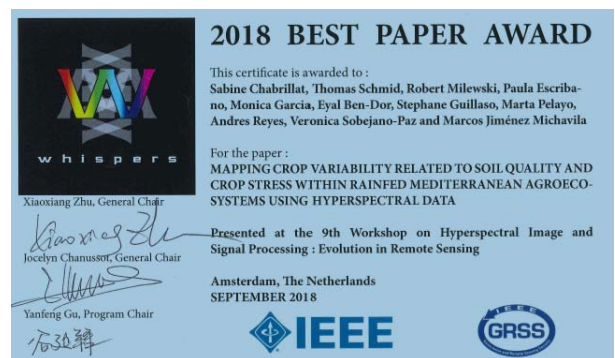 2018 BEST PAPER AWARD
This certificate is awarded to :
Sabine Chabrillat, Thomas Schmid, Robert Milewski, Paula Escriba-
no, Monica Garcia, Eyal Ben-Dor, Stephane Guillaso, Marta Pelayo,
Andres Reyes, Veronica Sobejano-Paz and Marcos Jiménez Michavila
For the paper :
MAPPING CROP VARIABILITY RELATED TO SOIL QUALITY AND
CROP STRESS WITHIN RAINFED MEDITERRANEAN AGROECO-
SYSTEMS USING HYPERSPECTRAL DATA
Presented at the 9th Workshop on Hyperspectral Image and
Signal Processing : Evolution in Remote Sensing
Amsterdam, The Netherlands
SEPTEMBER 2018
whispers
Xiaoxiang Zhu, General Chair
Xiaoxiang Zhu
Jocelyn Chanussot, General Chair
Yanfeng Gu, Program Chair
IEEE
IEEE
GRSS